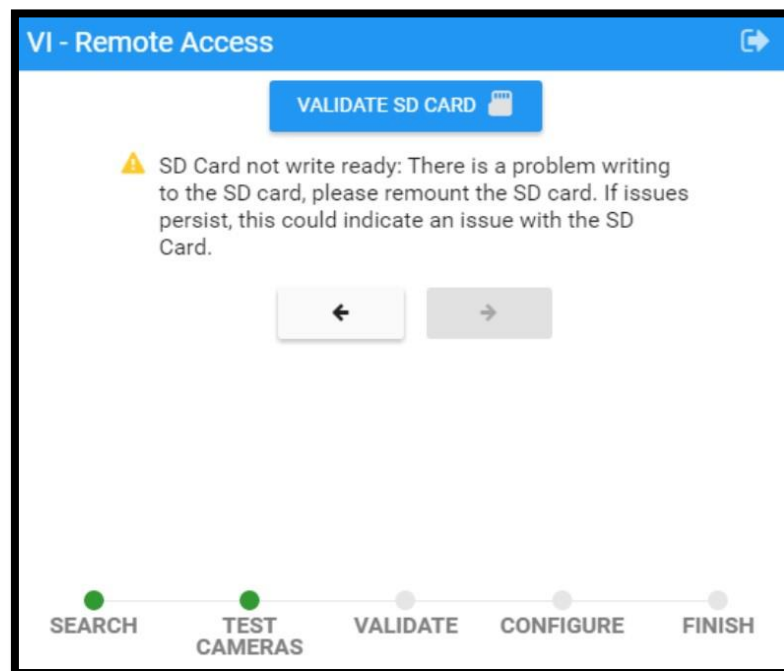 VI - Remote Access
VALIDATE SD CARD
SD Card not write ready: There is a problem writing
to the SD card, please remount the SD card. If issues
persist, this could indicate an issue with the SD
Card.
SEARCH
TEST
CAMERAS
VALIDATE
CONFIGURE
FINISH